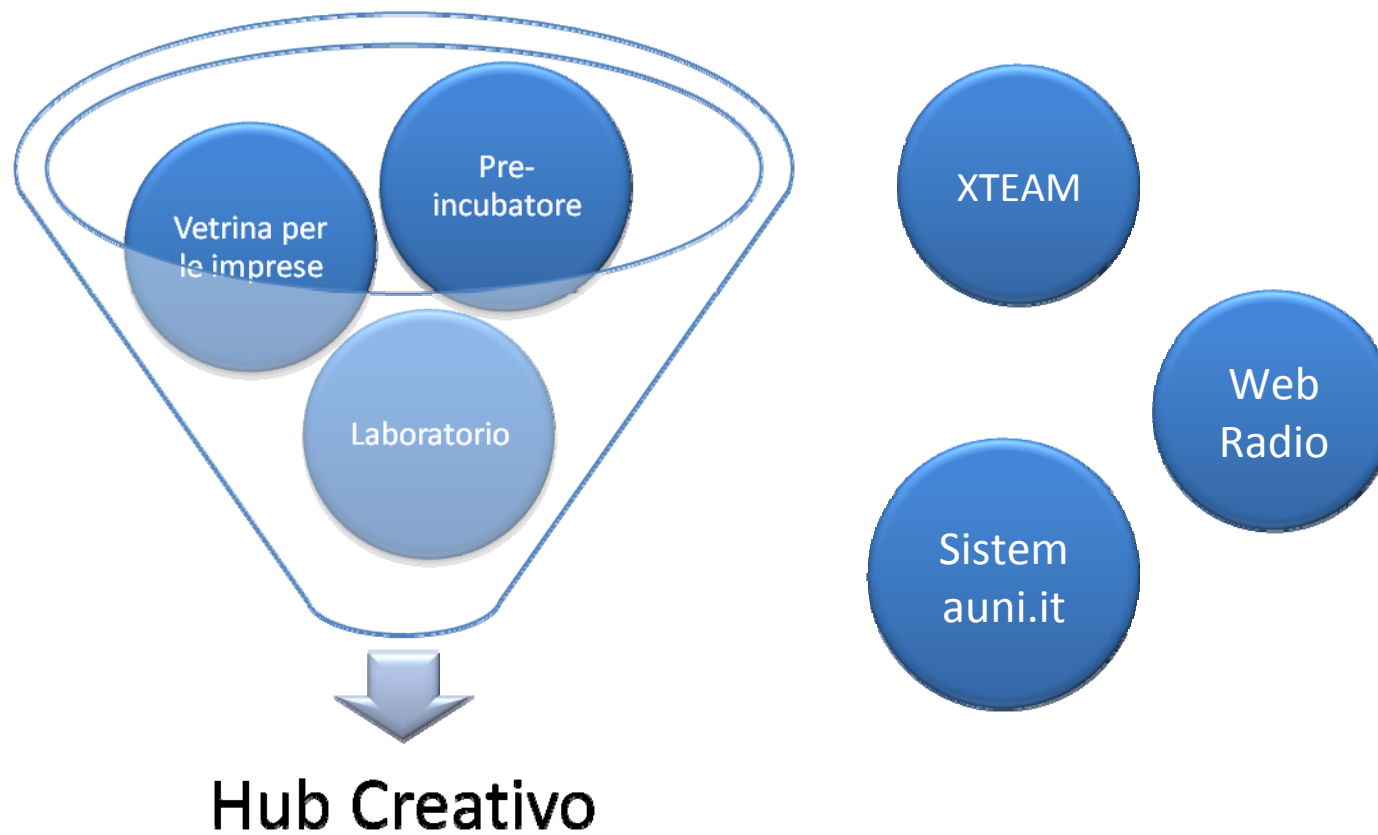 Pre-
incubatore
Vetrina per
le imprese
Laboratorio
Hub Creativo
XTEAM
Web
Radio
Sistem
auni.it